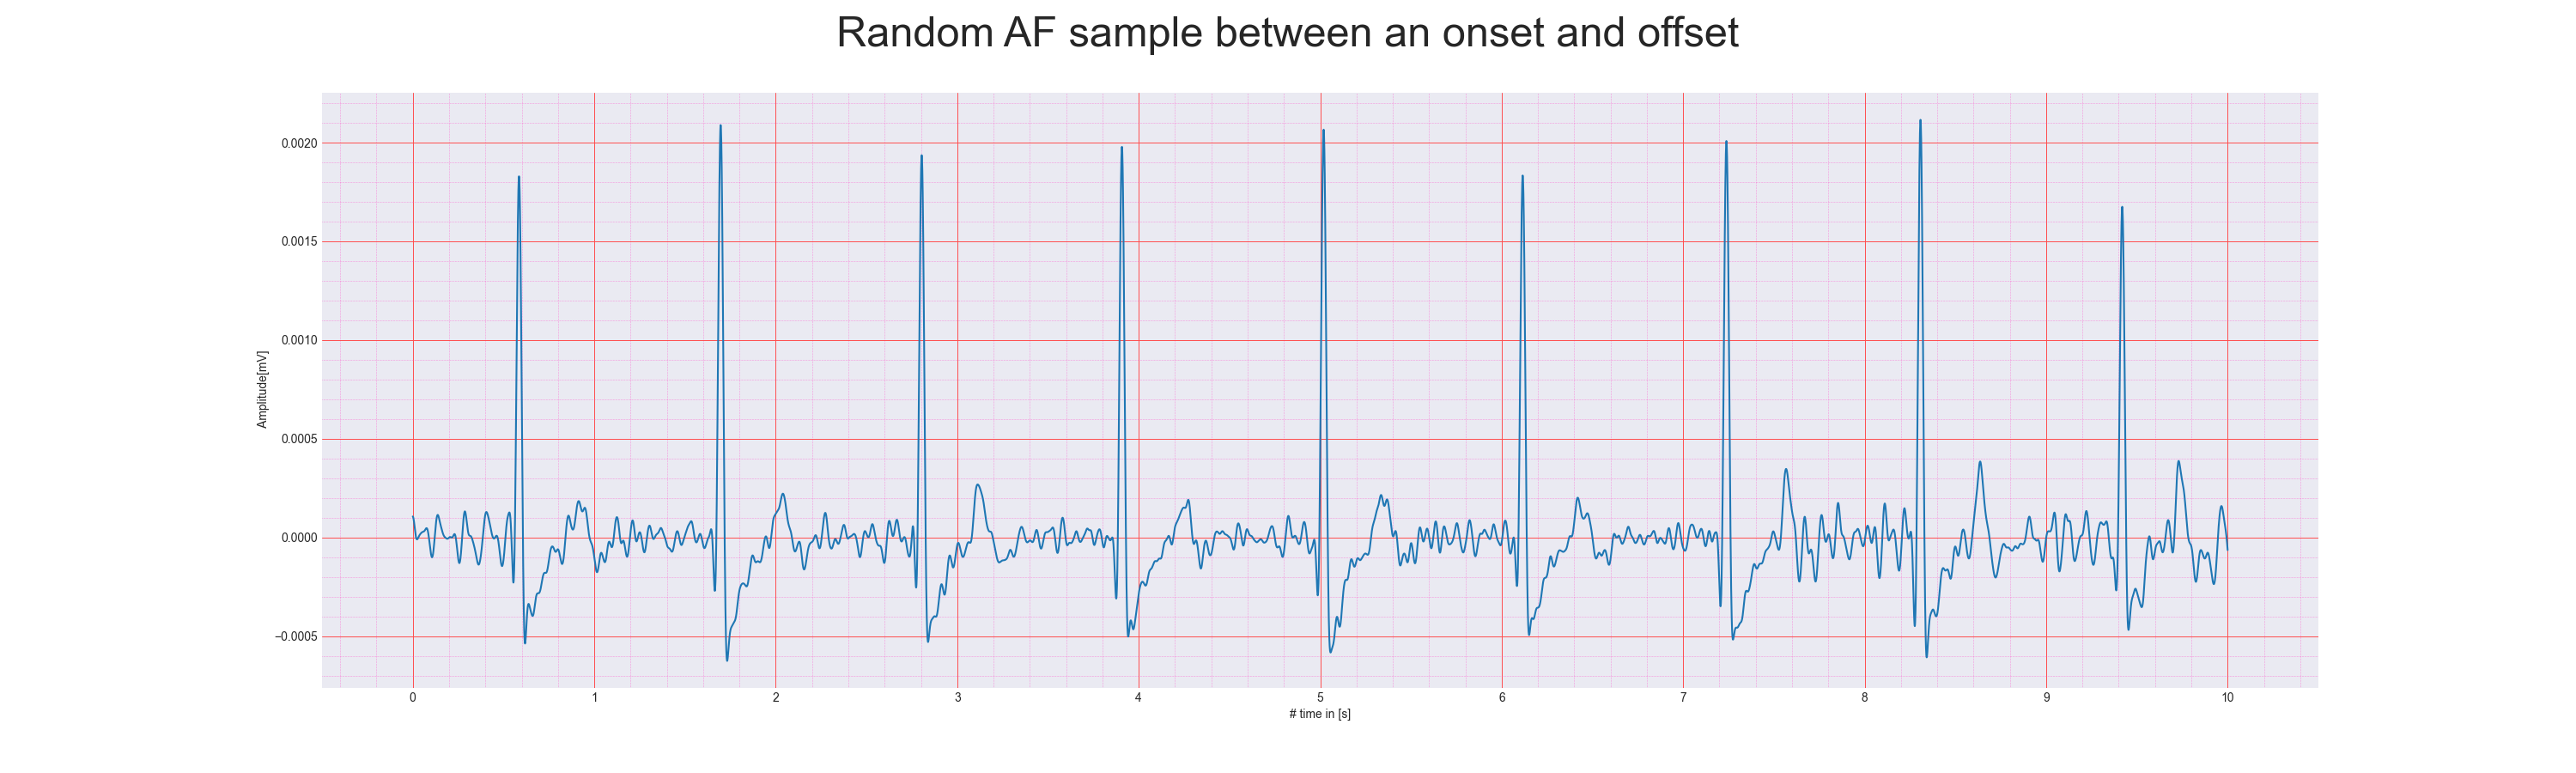 Random AF sample between an onset and offset
0.0020
0.0015
0.0010
0.0005
0.0000
−0.0005
Amplitude[mV]
0 1 2 3 4 5 6 7 8 9 10
# time in [s]